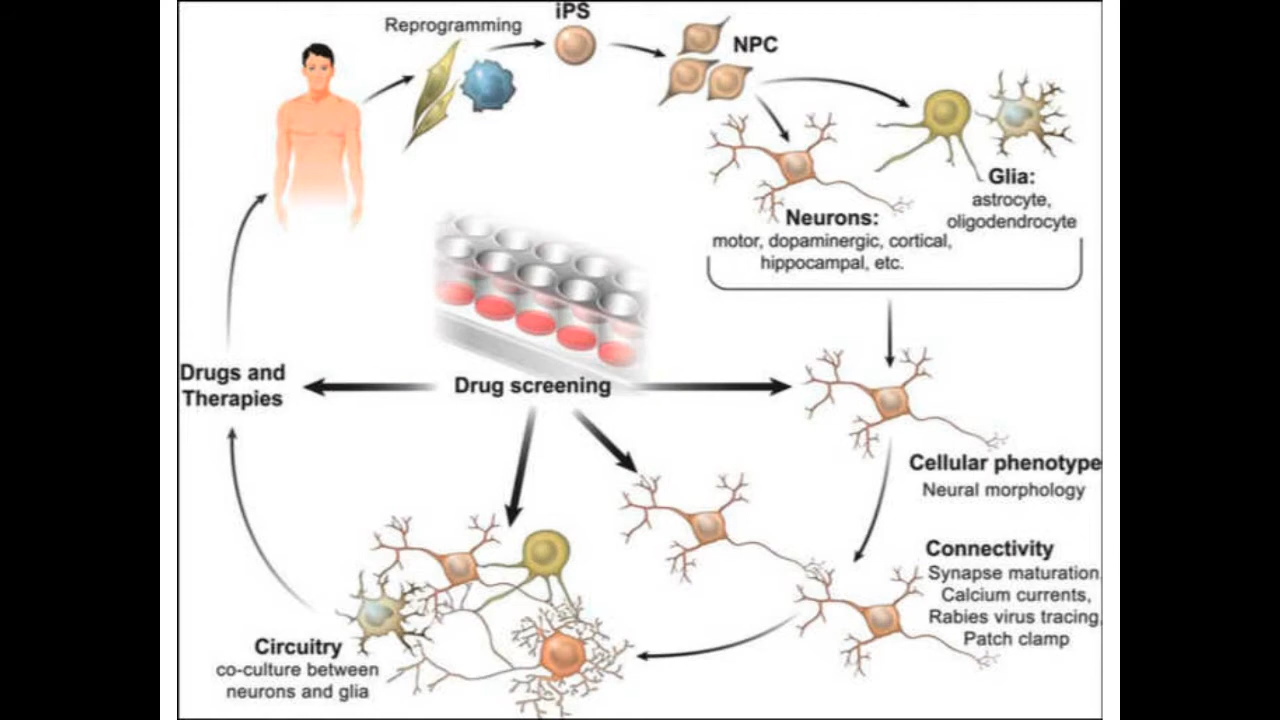 Reprogramming
iPS
NPC
Glia:
astrocyte,
oligodendrocyte
Neurons:
motor, dopaminergic, cortical,
hippocampal, etc.
Drugs and
Therapies
Drug screening
Cellular phenotype
Neural morphology
Connectivity
Synapse maturation,
Calcium currents,
Rabies virus tracing,
Patch clamp
Circuitry
co-culture between
neurons and glia